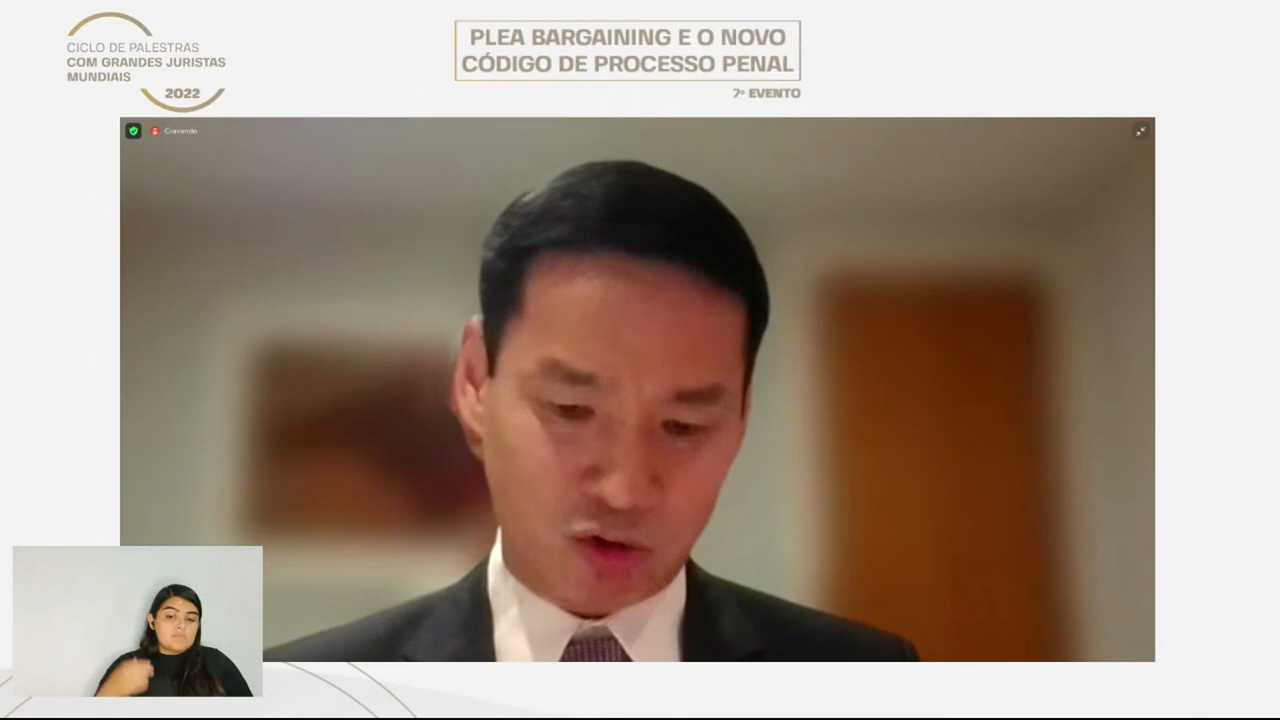 CICLO DE PALESTRAS
COM GRANDES JURISTAS
MUNDIAIS
2022
PLEA BARGAINING E O NOVO
CÓDIGO DE PROCESSO PENAL
7º EVENTO
Gravando